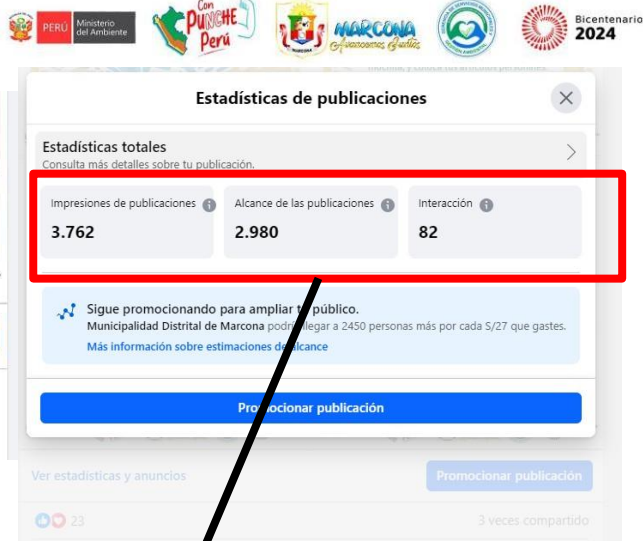 PERÚ
Ministerio
del Ambiente
Con
PUNCHE
Perú
MARCONA
MARCONA
Bicentenario
2024
Estadísticas de publicaciones
Estadísticas totales
Consulta más detalles sobre tu publicación.
Impresiones de publicaciones
Alcance de las publicaciones
Interacción
3.762
2.980
82
Sigue promocionando para ampliar tu público.
Municipalidad Distrital de Marcona podría llegar a 2450 personas más por cada S/27 que gastes.
Más información sobre estimaciones de alcance
Promocionar publicación
Ver estadísticas y anuncios
Promocionar publicación
23
3 veces compartido